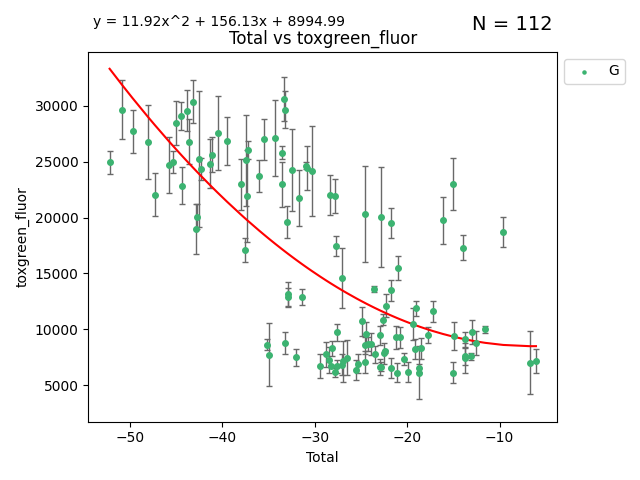 y = 11.92x^2 + 156.13x + 8994.99
N = 112
Total vs toxgreen_fluor
G
toxgreen_fluor
30000
25000
20000
15000
10000
5000
−50
−40
−30
−20
−10
Total